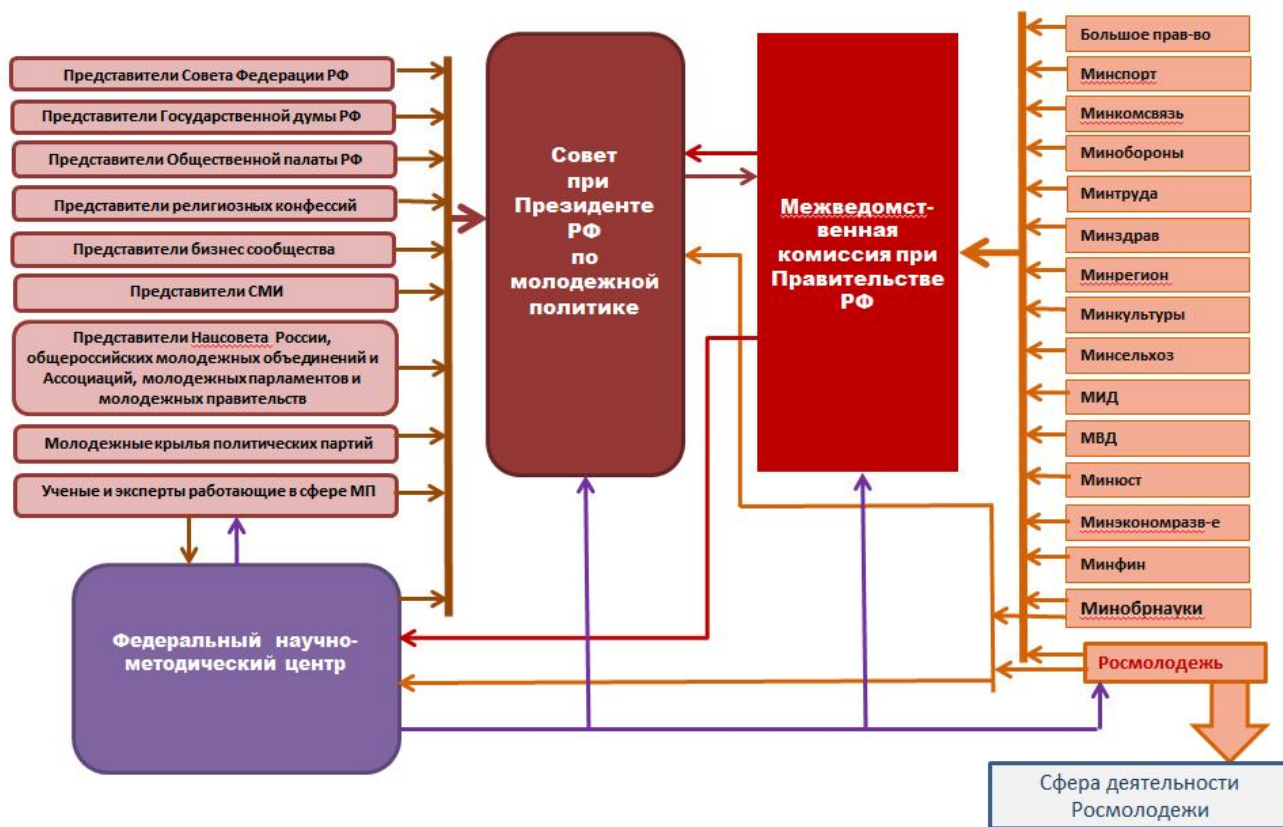 Представители Совета Федерации РФ
Представители Государственной думы РФ
Представители Общественной палаты РФ
Представители религиозных конфессий
Представители бизнес сообщества
Представители СМИ
Представители Нацсовета России,
общероссийских молодежных объединений и
Ассоциаций, молодежных парламентов и
молодежных правительств
Молодежные крылья политических партий
Ученые и эксперты работающие в сфере МП
Федеральный научно-
методический центр
Совет
при
Президенте
РФ
по
молодежной
политике
Межведомст-
венная
комиссия при
Правительстве
РФ
Большое прав-во
Минспорт
Минкомсвязь
Минобороны
Минтруда
Минздрав
Минрегион
Минкультуры
Минсельхоз
МИД
МВД
Минюст
Минэкономразв-е
Минфин
Минобрнауки
Росмолодежь
Сфера деятельности
Росмолодежи